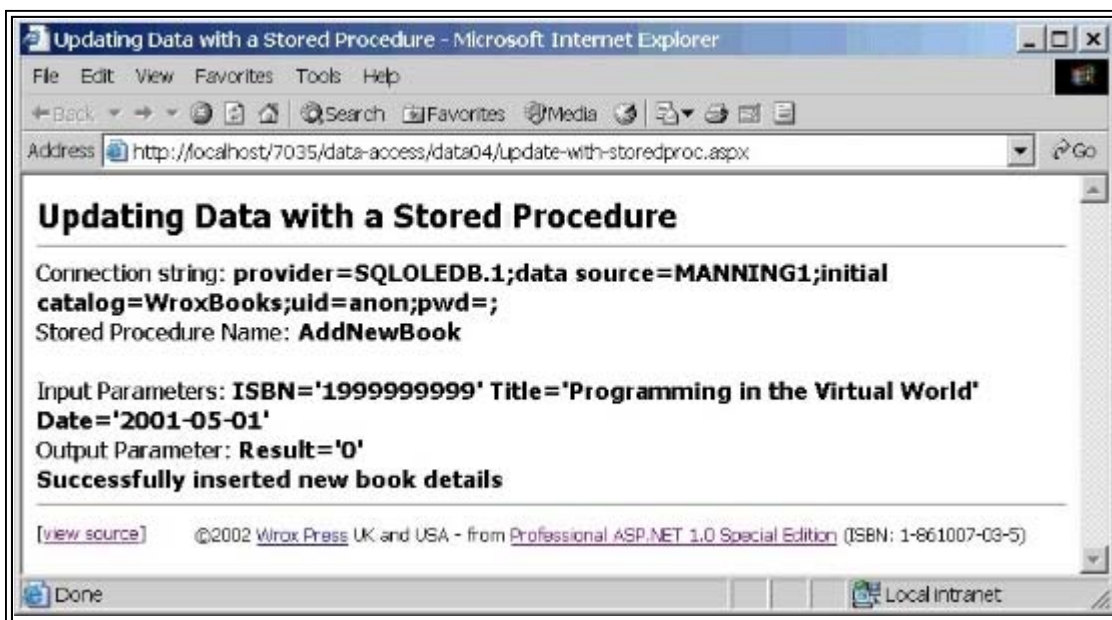 Updating Data with a Stored Procedure - Microsoft Internet Explorer
File Edit View Favorites Tools Help
Back Search Favorites Media
Address http://localhost/7035/data-access/data04/update-with-storedproc.aspx Go
Updating Data with a Stored Procedure
Connection string: provider=SQLOLEDB.1;data source=MANNING1;initial
catalog=WroxBooks;uid=anon;pwd=;
Stored Procedure Name: AddNewBook
Input Parameters: ISBN='1999999999' Title='Programming in the Virtual World'
Date='2001-05-01'
Output Parameter: Result='0'
Successfully inserted new book details
[view source] ©2002 Wrox Press UK and USA - from Professional ASP.NET 1.0 Special Edition (ISBN: 1-861007-03-5)
Done Local intranet